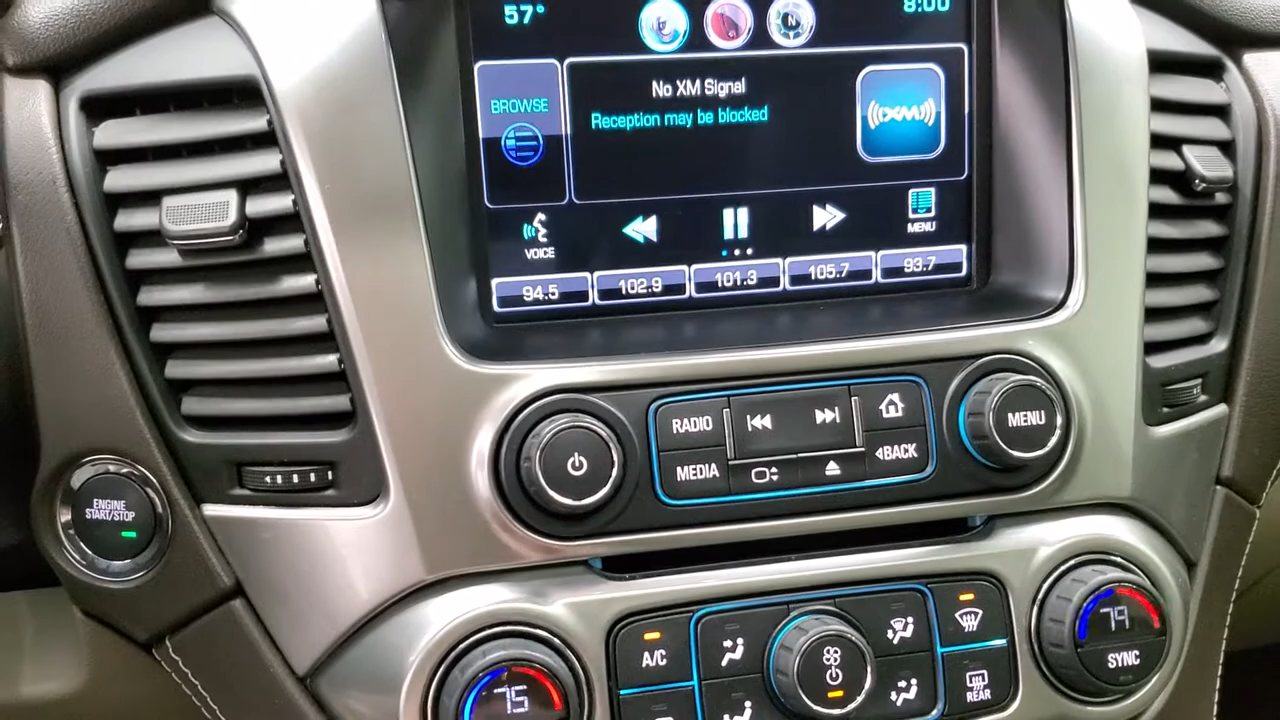 57°
8:00
N
No XM Signal
Reception may be blocked
BROWSE
((XM))
VOICE
MENU
94.5
102.9
101.3
105.7
93.7
RADIO
MEDIA
BACK
MENU
ENGINE
START/STOP
A/C
REAR
75
79
SYNC